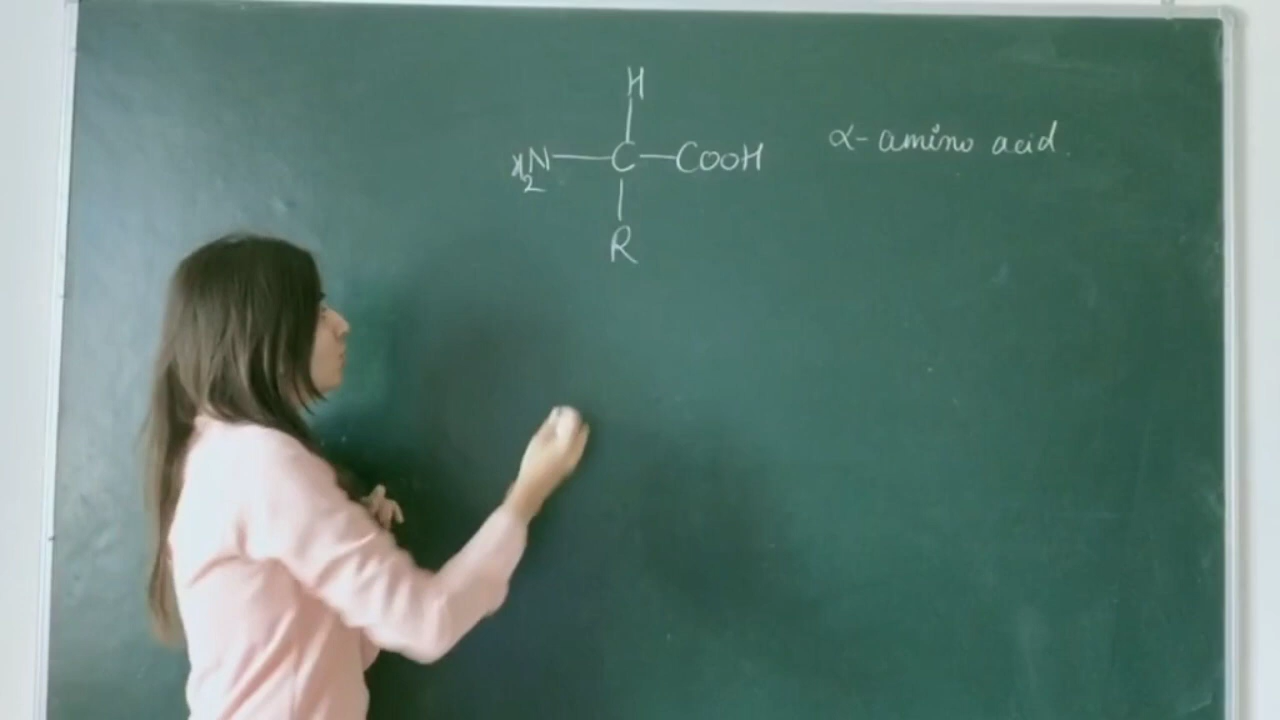 H
H2N—C—COOH
R
α-amino acid.